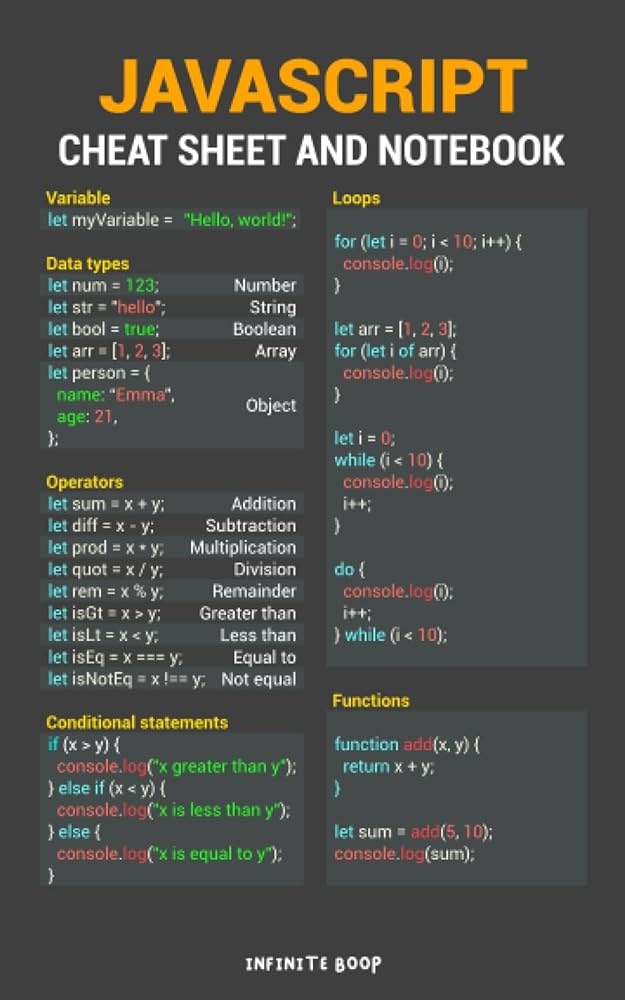 JAVASCRIPT
CHEAT SHEET AND NOTEBOOK
Variable
let myVariable = "Hello, world!";
Data types
let num = 123; Number
let str = "hello"; String
let bool = true; Boolean
let arr = [1, 2, 3]; Array
let person = {
name: "Emma",
Object
age: 21,
};
Operators
let sum = x + y; Addition
let diff = x - y; Subtraction
let prod = x * y; Multiplication
let quot = x / y; Division
let rem = x % y; Remainder
let isGt = x > y; Greater than
let isLt = x < y; Less than
let isEq = x === y; Equal to
let isNotEq = x !== y; Not equal
Conditional statements
if (x > y) {
console.log("x greater than y");
} else if (x < y) {
console.log("x is less than y");
} else {
console.log("x is equal to y");
}
Loops
for (let i = 0; i < 10; i++) {
console.log(i);
}
let arr = [1, 2, 3];
for (let i of arr) {
console.log(i);
}
let i = 0;
while (i < 10) {
console.log(i);
i++;
}
do {
console.log(i);
i++;
} while (i < 10);
Functions
function add(x, y) {
return x + y;
}
let sum = add(5, 10);
console.log(sum);
INFINITE BOOP